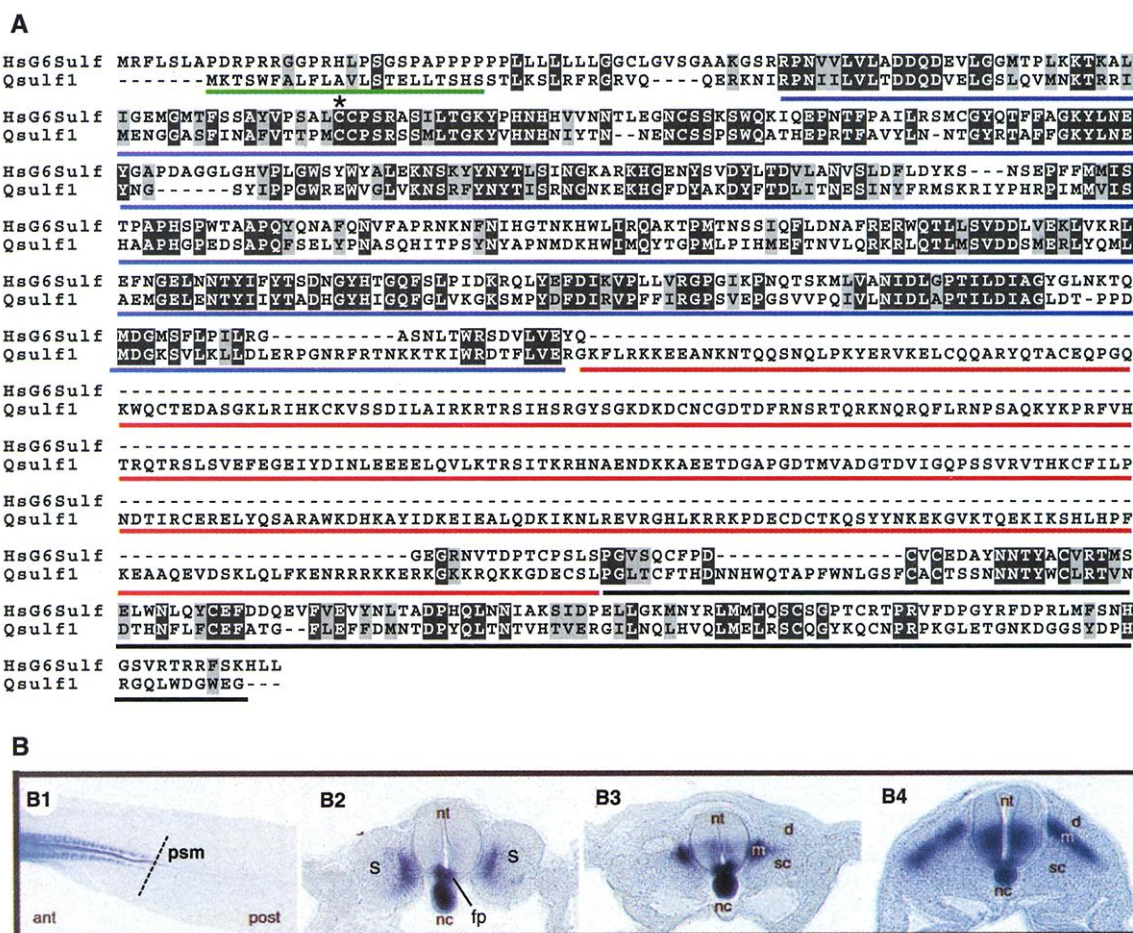 A
HsG6Sulf MRFLSLAPDRPRRGGPRHLPSGSPAPPPPPPLLLLLLLGGCLGVSGAAKGSRRPNVVLVLADDQDEVLGGMTPLKKTKAL
Qsulf1 -------MKTSWFALFLAVLSTELLTSHSSTLKSLRFRGRVQ---QERKNIRPNIILVLTDDQDVELGSLQVMNKTRRI
*
HsG6Sulf IGEMGMTFSSAYVPSALCCPSRASILTGKYPHNHHVVNNTLEGNCSSKSWQKIQEPNTFPAILRSMCGYQTFFAGKYLNE
Qsulf1 MENGGASFINAFVTTPMCCPSRSSMLTGKYVHNHNIYTN--NENCSSPSWQATHEPRTFAVYLN-NTGYRTAFFGKYLNE
HsG6Sulf YGAPDAGGLGHVPLGWSYWYALEKNSKYYNYTLSINGKARKHGENYSVDYLTDVLANVSLDFLDYKS---NSEPFFMMIS
Qsulf1 YNG------SYIPPGWREWVGLVKNSRFYNYTISRNGNKEKHGFDYAKDYFTDLITNESINYFRMSKRIYPHRPIMMVIS
HsG6Sulf TPAPHSPWTAAPQYQNAFQNVFAPRNKNFNIHGTNKHWLIRQAKTPMTNSSIQFLDNAFRERWQTLLSVDDLVEKLVKRL
Qsulf1 HAAPHGPEDSAPQFSELYPNASQHITPSYNYAPNMDKHWIMQYTGPMLPIHMEFTNVLQRKRLQTLMSVDDSMERLYQML
HsG6Sulf EFNGELNNTYIFYTSDNGYHTGQFSLPIDKRQLYEFDIKVPLLVRGPGIKPNQTSKMLVANIDLGPTILDIAGYGLNKTQ
Qsulf1 AEMGELENTYIIYTADHGYHIGQFGLVKGKSMPYDFDIRVPFFIRGPSVEPGSVVPQIVLNIDLAPTILDIAGLDT-PPD
HsG6Sulf MDGMSFLPILRG---------ASNLTWRSDVLVEYQ-------------------------------------------
Qsulf1 MDGKSVLKLLDLERPGNRFRTNKKTKIWRDTFLVERGKFLRKKEEANKNTQQSNQLPKYERVKELCQQARYQTACEQPGQ
HsG6Sulf --------------------------------------------------------------------------------
Qsulf1 KWQCTEDASGKLRIHKCKVSSDILAIRKRTRSIHSRGYSGKDKDCNCGDTDFRNSRTQRKNQRQFLRNPSAQKYKPRFVH
HsG6Sulf --------------------------------------------------------------------------------
Qsulf1 TRQTRSLSVEFEGEIYDINLEEEELQVLKTRSITKRHNAENDKKAEETDGAPGDTMVADGTDVIGQPSSVRVTHKCFILP
HsG6Sulf --------------------------------------------------------------------------------
Qsulf1 NDTIRCERELYQSARAWKDHKAYIDKEIEALQDKIKNLREVRGHLKRRKPDECDCTKQSYYNKEKGVKTQEKIKSHLHPF
HsG6Sulf -----------------------GEGRNVTDPTCPSLSPGVSQCFPD---------------CVCEDAYNNTYACVRTMS
Qsulf1 KEAAQEVDSKLQLFKENRRRKKERKGKKRQKKGDECSLPGLTCFTHDNNHWQTAPFWNLGSFCACTSSNNNTYWCLRTVN
HsG6Sulf ELWNLQYCEFDDQEVFVEVYNLTADPHQLNNIAKSIDPELLGKMNYRLMMLQSCSGPTCRTPRVFDPGYRFDPRLMFSNH
Qsulf1 DTHNFLFCEFATG--FLEFFDMNTDPYQLTNTVHTVERGILNQLHVQLMELRSCQGYKQCNPRPKGLETGNKDGGSYDPH
HsG6Sulf GSVRTRRFSKHLL
Qsulf1 RGQLWDGWEG---
B
B1 psm ant post
B2 nt S S nc fp
B3 nt d m sc nc
B4 nt d m sc nc